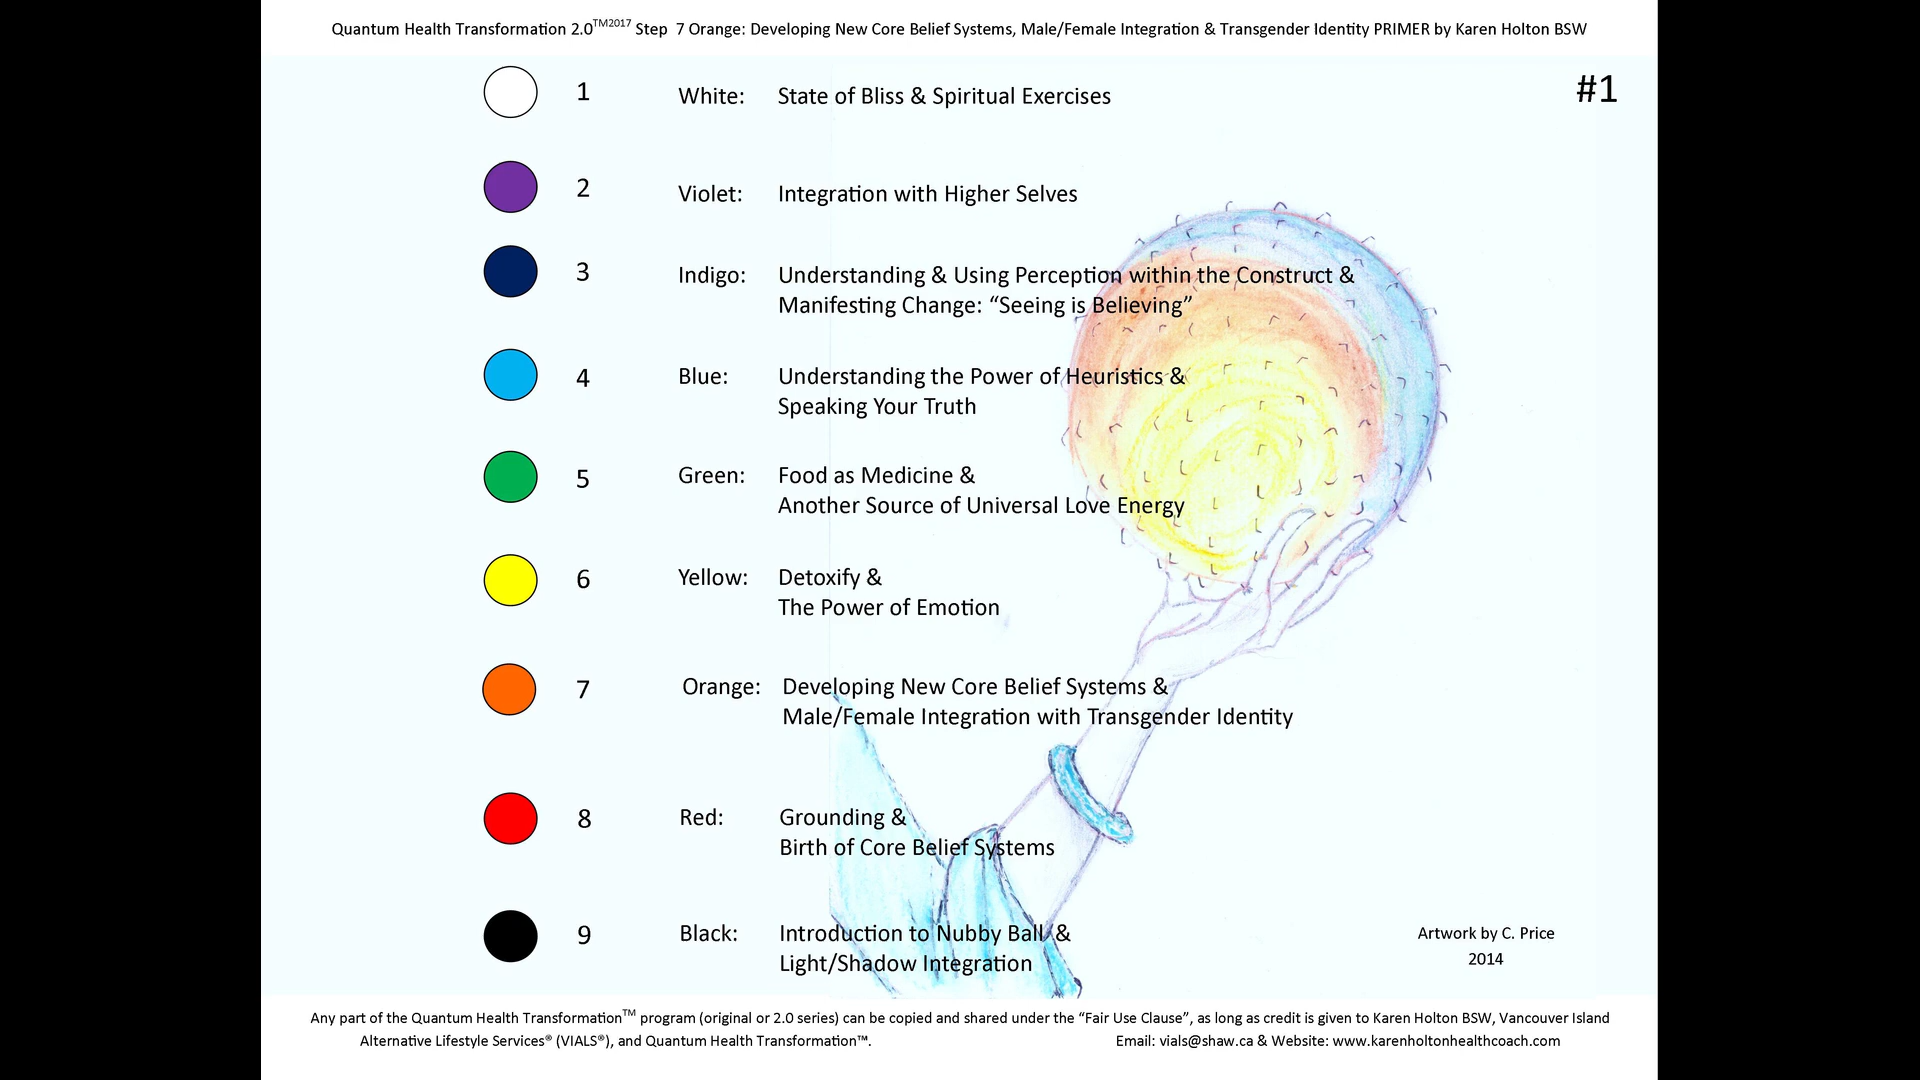 Quantum Health Transformation 2.0TM2017 Step 7 Orange: Developing New Core Belief Systems, Male/Female Integration & Transgender Identity PRIMER by Karen Holton BSW
#1
1 White: State of Bliss & Spiritual Exercises
2 Violet: Integration with Higher Selves
3 Indigo: Understanding & Using Perception within the Construct &
Manifesting Change: “Seeing is Believing”
4 Blue: Understanding the Power of Heuristics &
Speaking Your Truth
5 Green: Food as Medicine &
Another Source of Universal Love Energy
6 Yellow: Detoxify &
The Power of Emotion
7 Orange: Developing New Core Belief Systems &
Male/Female Integration with Transgender Identity
8 Red: Grounding &
Birth of Core Belief Systems
9 Black: Introduction to Nubby Ball &
Light/Shadow Integration
Artwork by C. Price
2014
Any part of the Quantum Health TransformationTM program (original or 2.0 series) can be copied and shared under the “Fair Use Clause”, as long as credit is given to Karen Holton BSW, Vancouver Island
Alternative Lifestyle Services® (VIALS®), and Quantum Health Transformation™. Email: vials@shaw.ca & Website: www.karenholtonhealthcoach.com